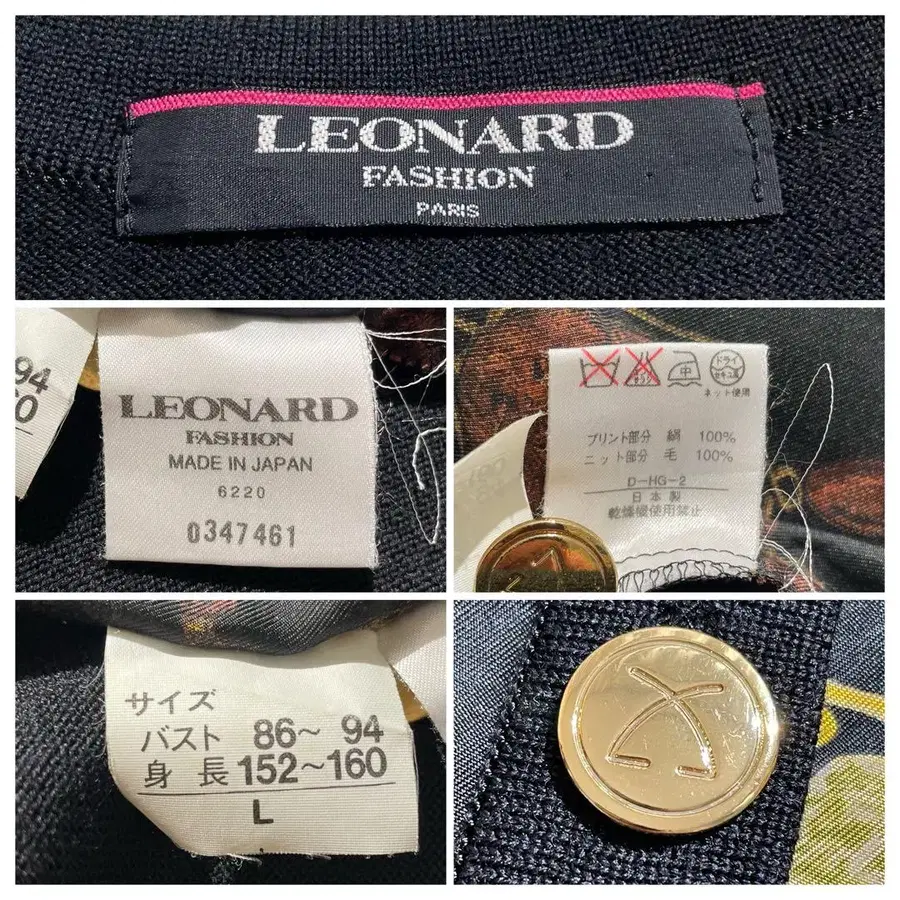 LEONARD
FASHION
PARIS
94
60
LEONARD
FASHION
MADE IN JAPAN
6220
0347461
中
ドライ
セキユ系
ネット使用
プリント部分 絹 100%
ニット部分 毛 100%
D-HG-2
日本製
乾燥機使用禁止
サイズ
バスト 86～94
身長 152～160
L